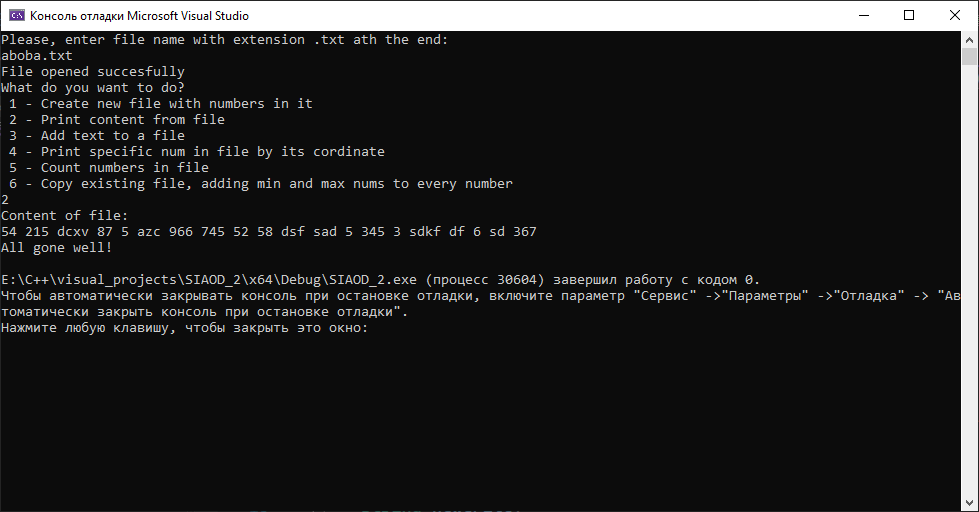 Консоль отладки Microsoft Visual Studio
Please, enter file name with extension .txt ath the end:
aboba.txt
File opened succesfully
What do you want to do?
1 - Create new file with numbers in it
2 - Print content from file
3 - Add text to a file
4 - Print specific num in file by its cordinate
5 - Count numbers in file
6 - Copy existing file, adding min and max nums to every number
2
Content of file:
54 215 dcxv 87 5 azc 966 745 52 58 dsf sad 5 345 3 sdkf df 6 sd 367
All gone well!
E:\C++\visual_projects\SIAOD_2\x64\Debug\SIAOD_2.exe (процесс 30604) завершил работу с кодом 0.
Чтобы автоматически закрывать консоль при остановке отладки, включите параметр "Сервис" ->"Параметры" ->"Отладка" -> "Ав
томатически закрыть консоль при остановке отладки".
Нажмите любую клавишу, чтобы закрыть это окно: